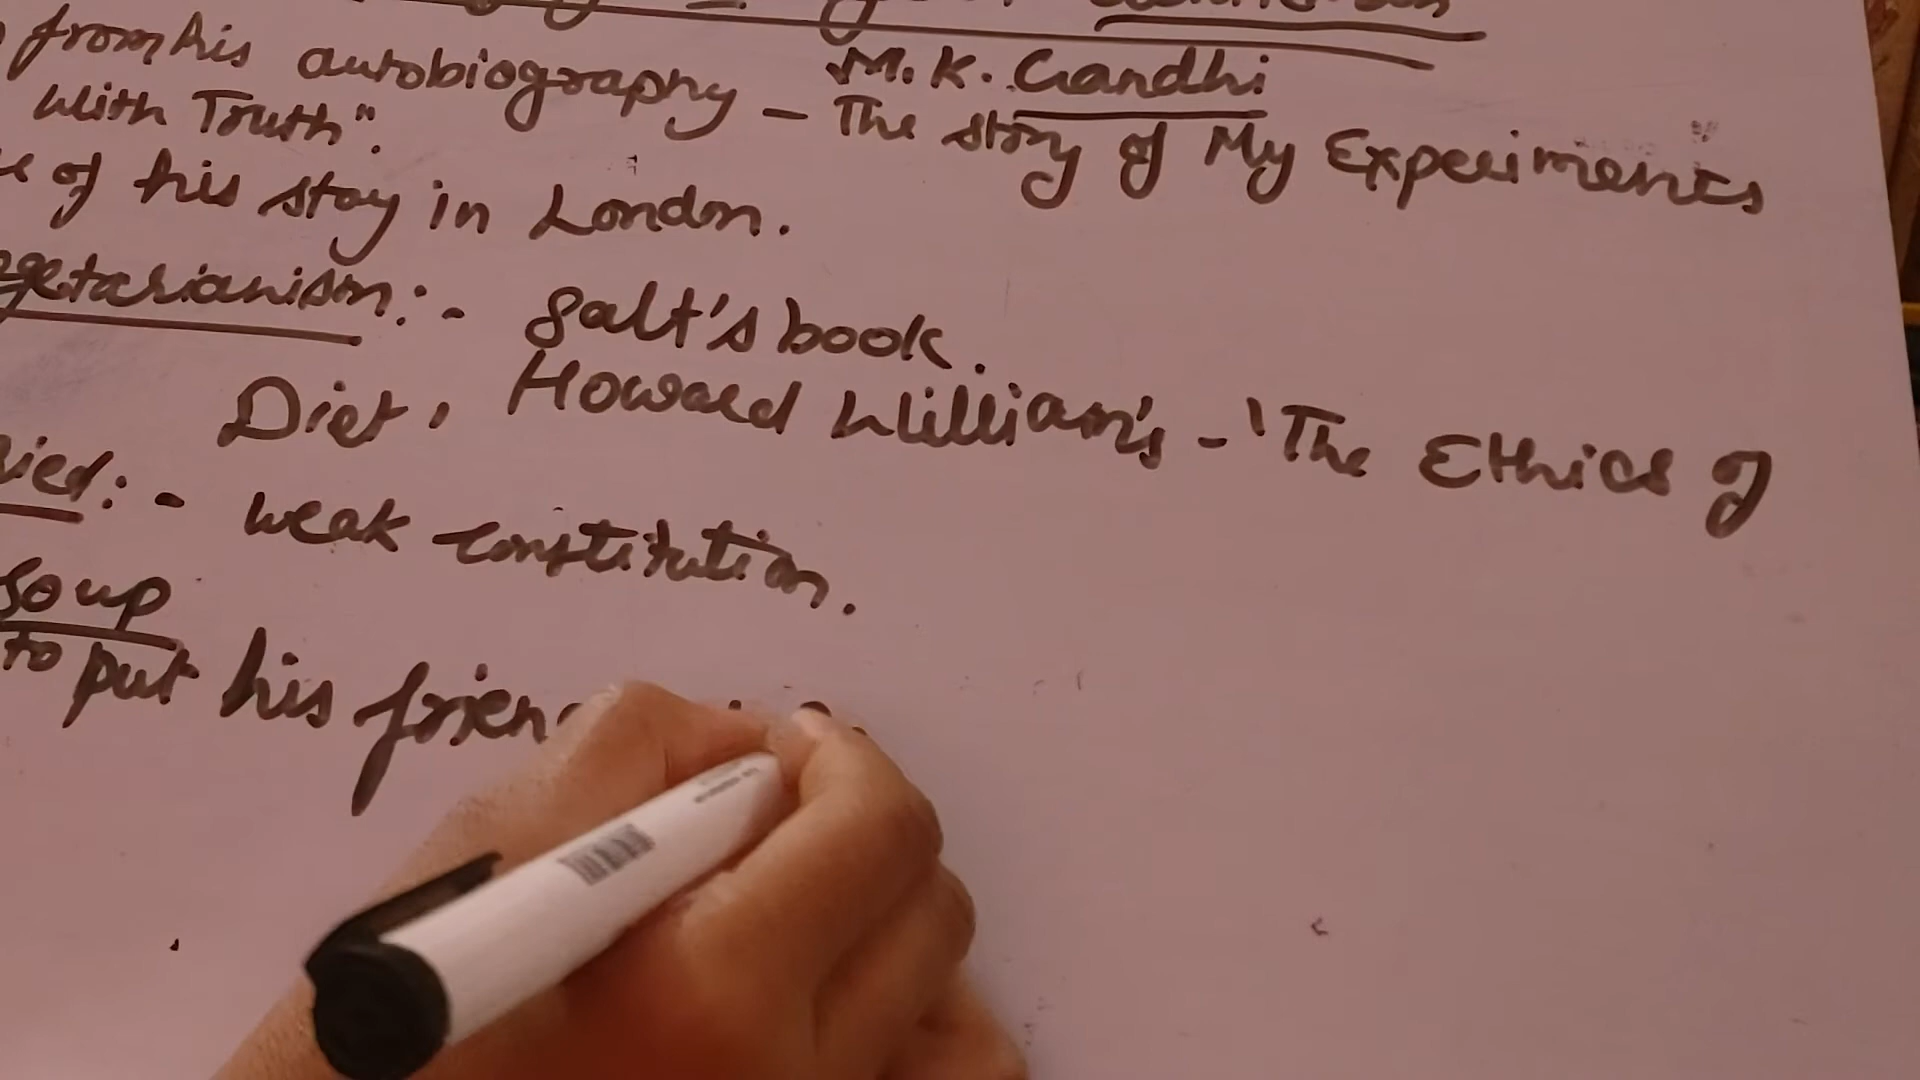 M.K. Gandhi
from his autobiography - The story of My Experiments
with Truth".
of his stay in London.
getarianism:- Salt's book.
Diet, Howard William's - 'The Ethics of
ried:- weak constitution.
Soup
to put his frien